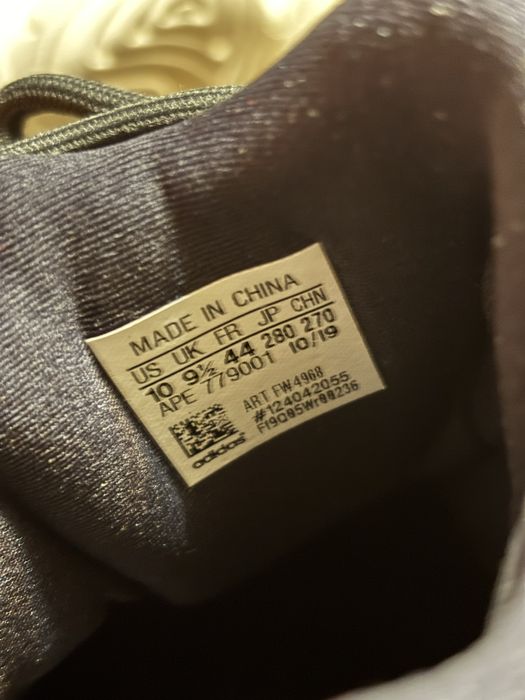 MADE IN CHINA
US UK FR JP CHN
10 9½ 44 280 270
APE 779001 10/19
ART FW4968
#124042055
FI9Q85Wr88236
adidas